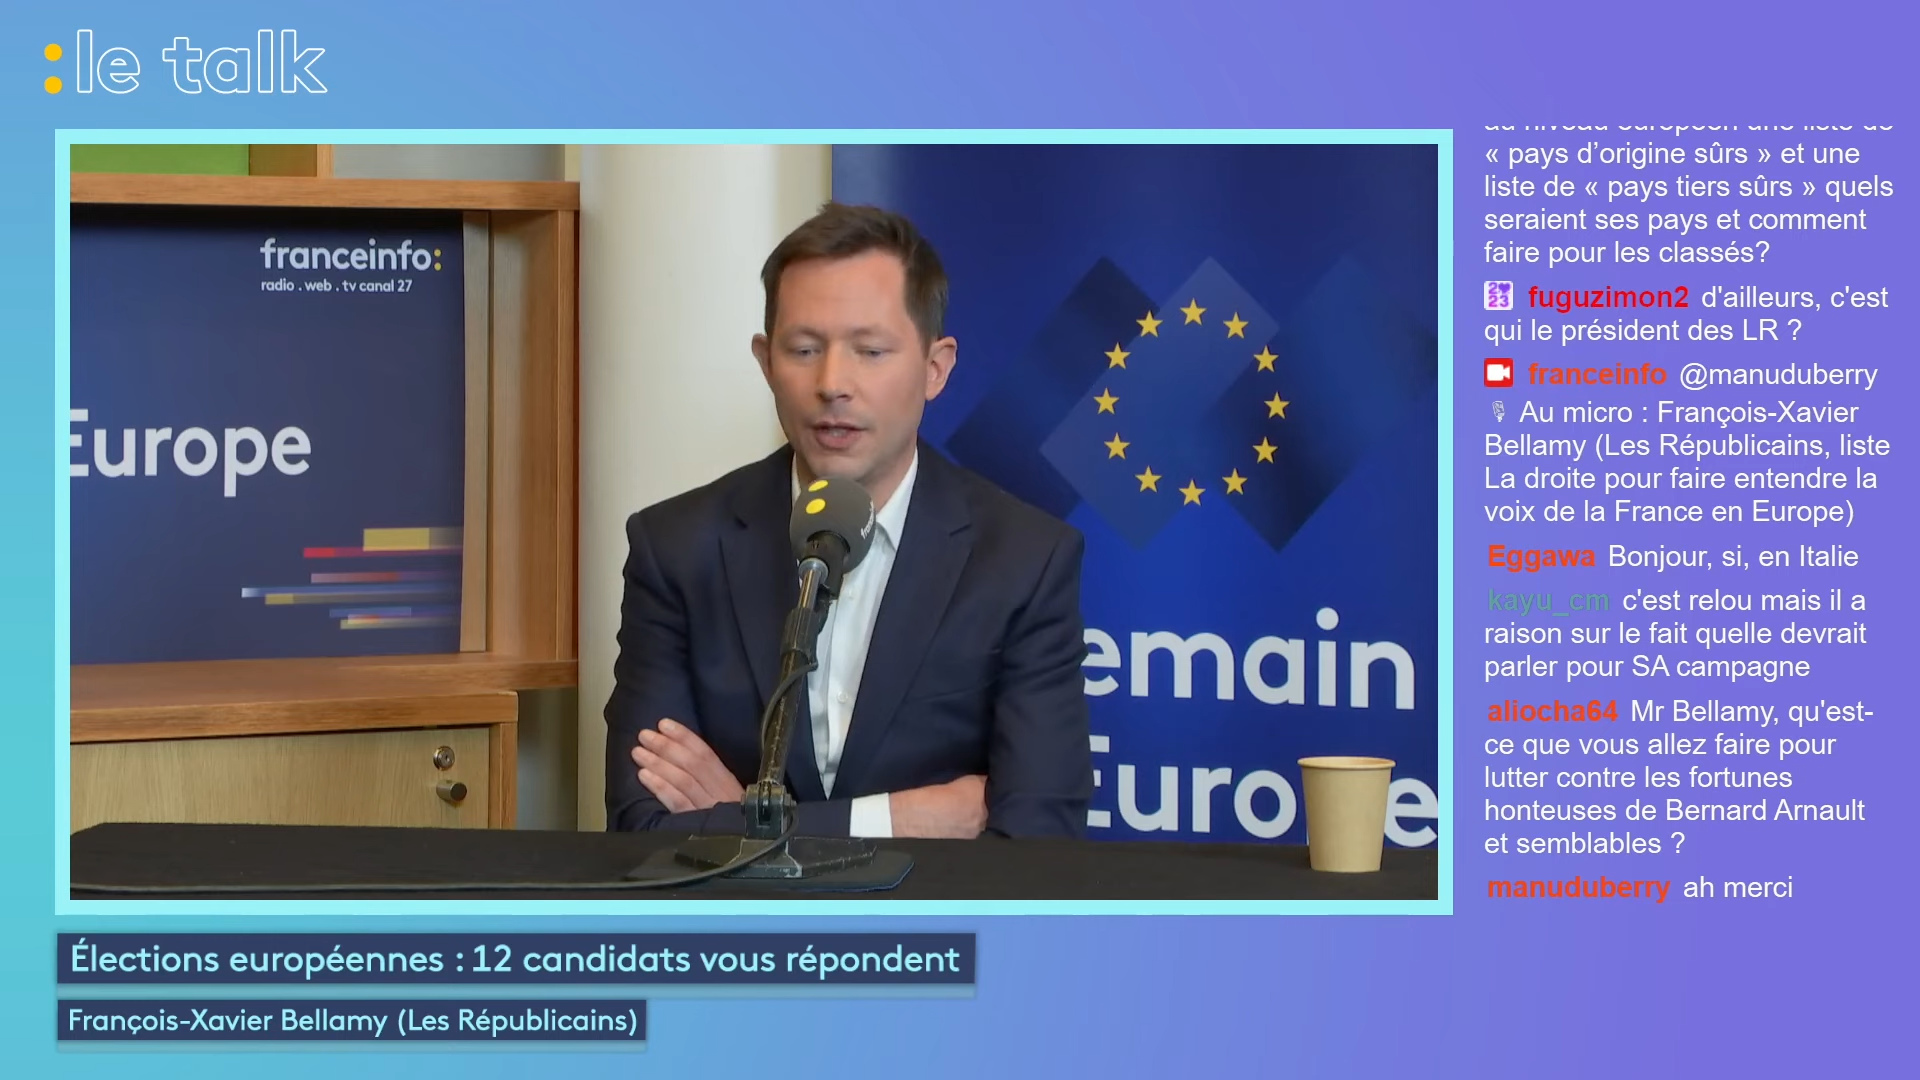 :le talk
franceinfo:
radio . web . tv canal 27
Europe
emain
Euro
e
au niveau européen une liste de
« pays d’origine sûrs » et une
liste de « pays tiers sûrs » quels
seraient ses pays et comment
faire pour les classés?
fuguzimon2 d'ailleurs, c'est
qui le président des LR ?
franceinfo @manuduberry
🎙 Au micro : François-Xavier
Bellamy (Les Républicains, liste
La droite pour faire entendre la
voix de la France en Europe)
Eggawa Bonjour, si, en Italie
kayu_cm c'est relou mais il a
raison sur le fait quelle devrait
parler pour SA campagne
aliocha64 Mr Bellamy, qu'est-
ce que vous allez faire pour
lutter contre les fortunes
honteuses de Bernard Arnault
et semblables ?
manuduberry ah merci
Élections européennes : 12 candidats vous répondent
François-Xavier Bellamy (Les Républicains)